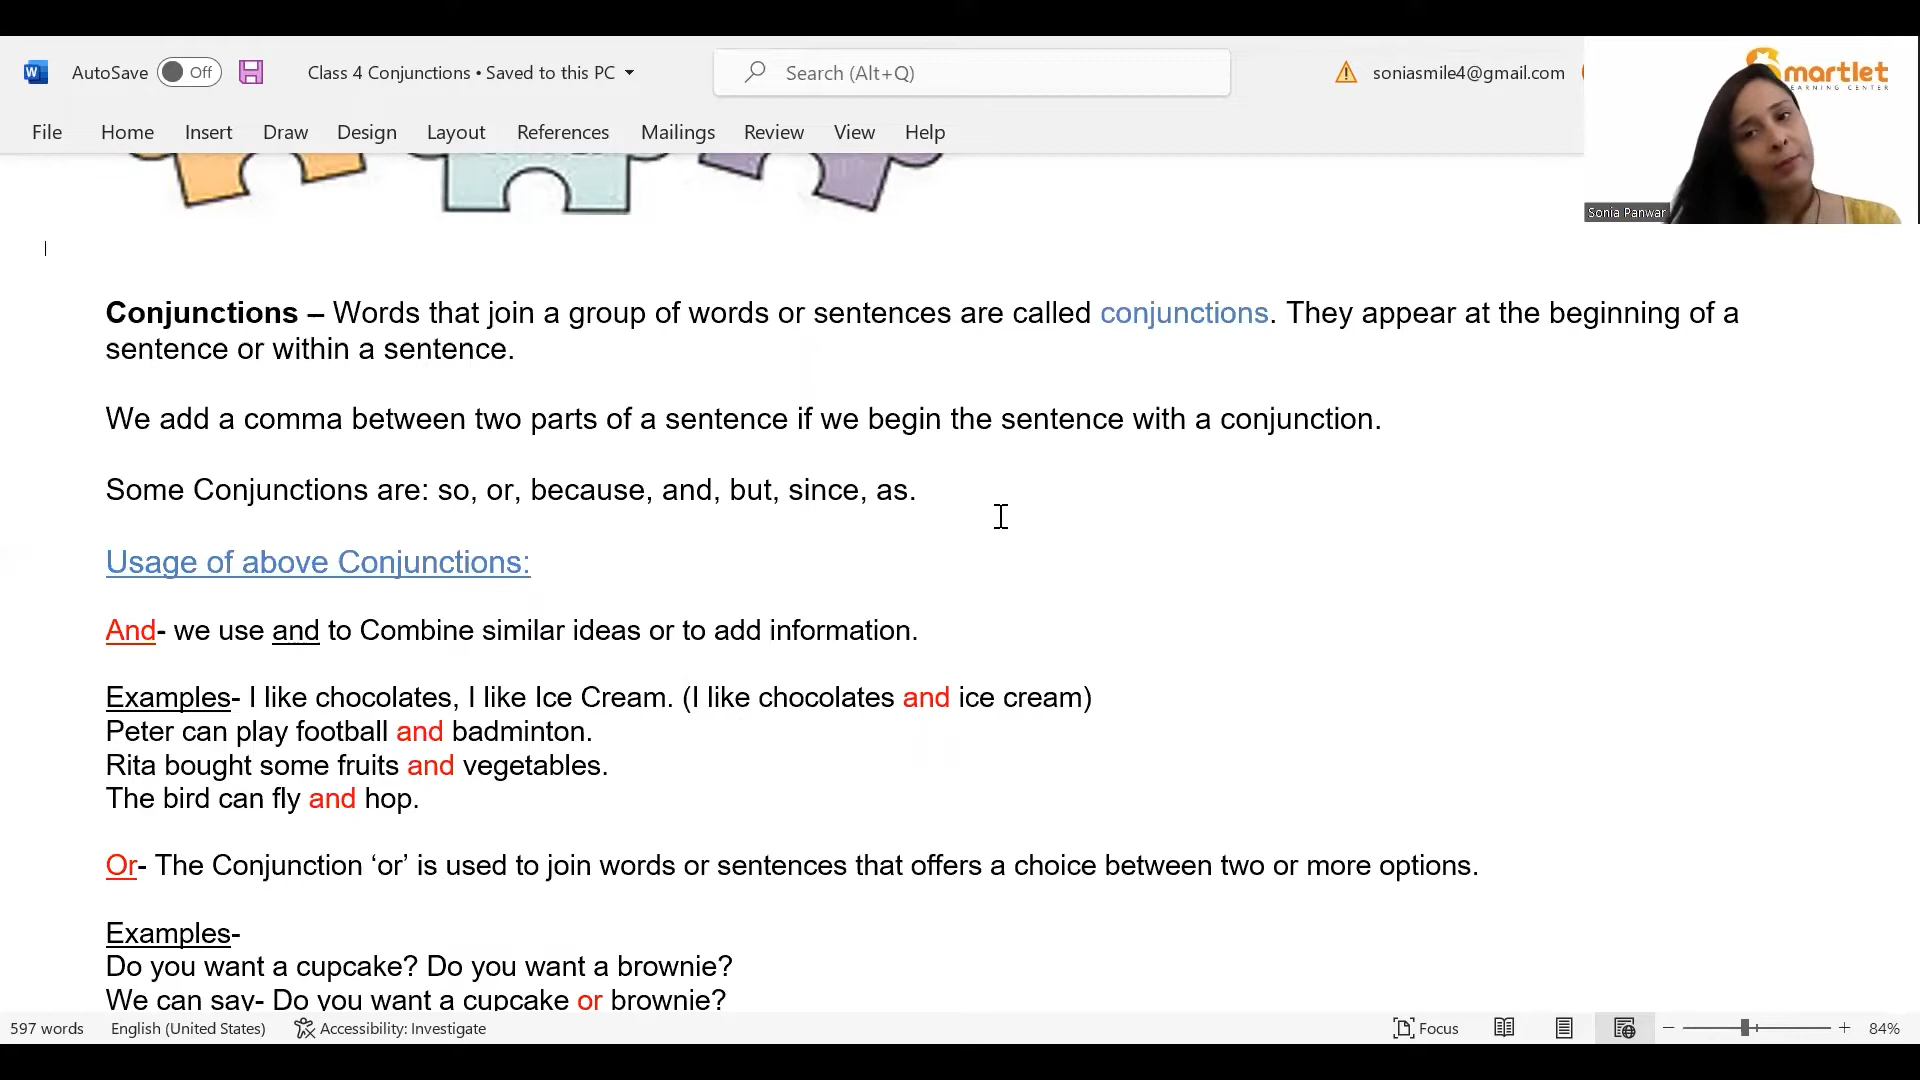 AutoSave Off Class 4 Conjunctions • Saved to this PC Search (Alt+Q) soniasmile4@gmail.com
martlet
EARNING CENTER
File Home Insert Draw Design Layout References Mailings Review View Help
Sonia Panwar
Conjunctions – Words that join a group of words or sentences are called conjunctions. They appear at the beginning of a
sentence or within a sentence.
We add a comma between two parts of a sentence if we begin the sentence with a conjunction.
Some Conjunctions are: so, or, because, and, but, since, as.
Usage of above Conjunctions:
And- we use and to Combine similar ideas or to add information.
Examples- I like chocolates, I like Ice Cream. (I like chocolates and ice cream)
Peter can play football and badminton.
Rita bought some fruits and vegetables.
The bird can fly and hop.
Or- The Conjunction ‘or’ is used to join words or sentences that offers a choice between two or more options.
Examples-
Do you want a cupcake? Do you want a brownie?
We can say- Do you want a cupcake or brownie?
597 words English (United States) Accessibility: Investigate Focus 84%